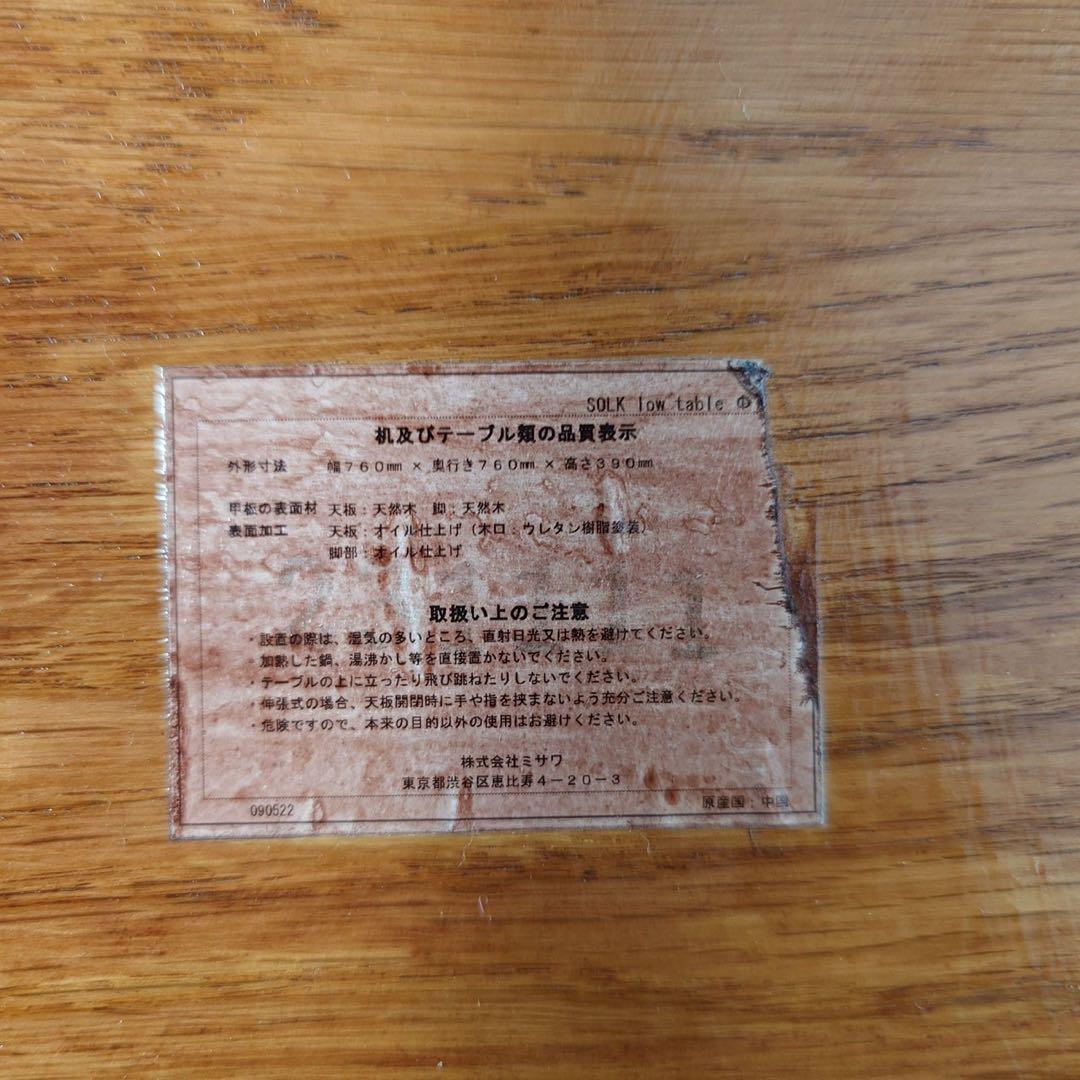 SOLK low table Φ
机及びテーブル類の品質表示
外形寸法 幅760mm × 奥行き760mm × 高さ390mm
甲板の表面材 天板：天然木 脚：天然木
表面加工 天板：オイル仕上げ（木口：ウレタン樹脂塗装）
脚部：オイル仕上げ
取扱い上のご注意
・設置の際は、湿気の多いところ、直射日光又は熱を避けてください。
・加熱した鍋、湯沸かし等を直接置かないでください。
・テーブルの上に立ったり飛び跳ねたりしないでください。
・伸張式の場合、天板開閉時に手や指を挟まないよう充分ご注意ください。
・危険ですので、本来の目的以外の使用はお避けください。
株式会社ミサワ
東京都渋谷区恵比寿4－20－3
090522 原産国：中国